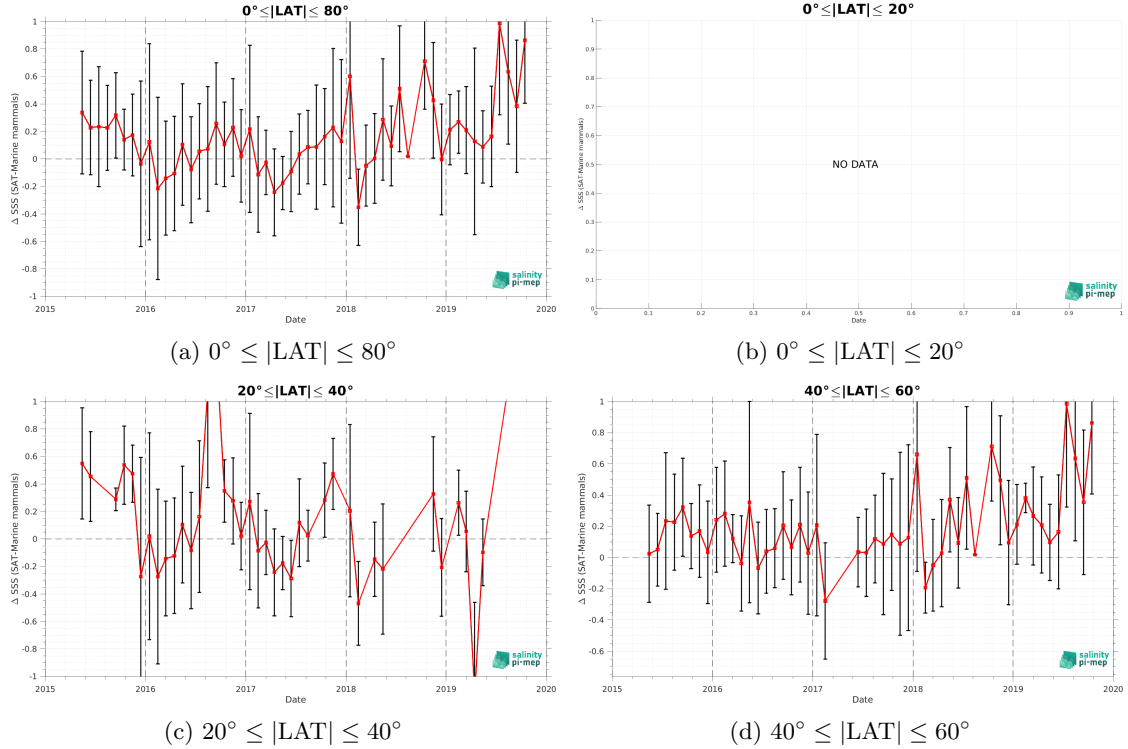 0°≤|LAT|≤ 80°
1
0.8
0.6
0.4
0.2
0
-0.2
-0.4
-0.6
-0.8
-1
Δ SSS (SAT-Marine mammals)
2015 2016 2017 2018 2019 2020
Date
salinity
pi-mep
(a) 0° ≤ |LAT| ≤ 80°
0°≤|LAT|≤ 20°
1
0.9
0.8
0.7
0.6
0.5
0.4
0.3
0.2
0.1
0
Δ SSS (SAT-Marine mammals)
NO DATA
0 0.1 0.2 0.3 0.4 0.5 0.6 0.7 0.8 0.9 1
Date
salinity
pi-mep
(b) 0° ≤ |LAT| ≤ 20°
20°≤|LAT|≤ 40°
1
0.8
0.6
0.4
0.2
0
-0.2
-0.4
-0.6
-0.8
-1
Δ SSS (SAT-Marine mammals)
2015 2016 2017 2018 2019 2020
Date
salinity
pi-mep
(c) 20° ≤ |LAT| ≤ 40°
40°≤|LAT|≤ 60°
1
0.8
0.6
0.4
0.2
0
-0.2
-0.4
-0.6
Δ SSS (SAT-Marine mammals)
2015 2016 2017 2018 2019 2020
Date
salinity
pi-mep
(d) 40° ≤ |LAT| ≤ 60°